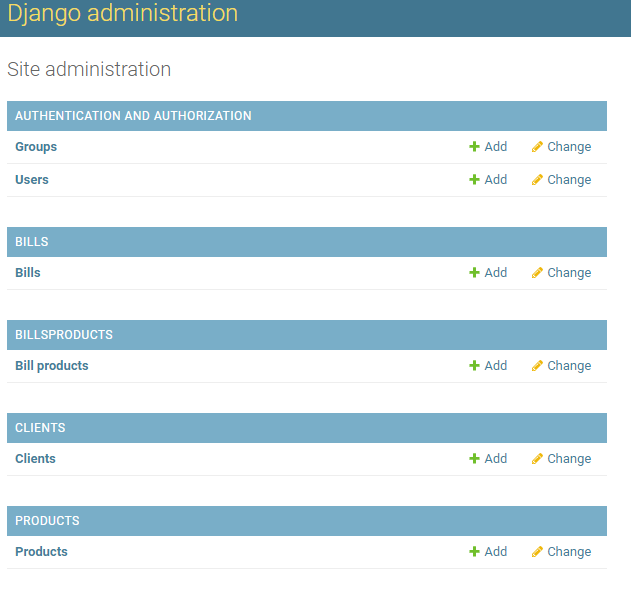 Django administration
Site administration
AUTHENTICATION AND AUTHORIZATION
Groups Add Change
Users Add Change
BILLS
Bills Add Change
BILLSPRODUCTS
Bill products Add Change
CLIENTS
Clients Add Change
PRODUCTS
Products Add Change